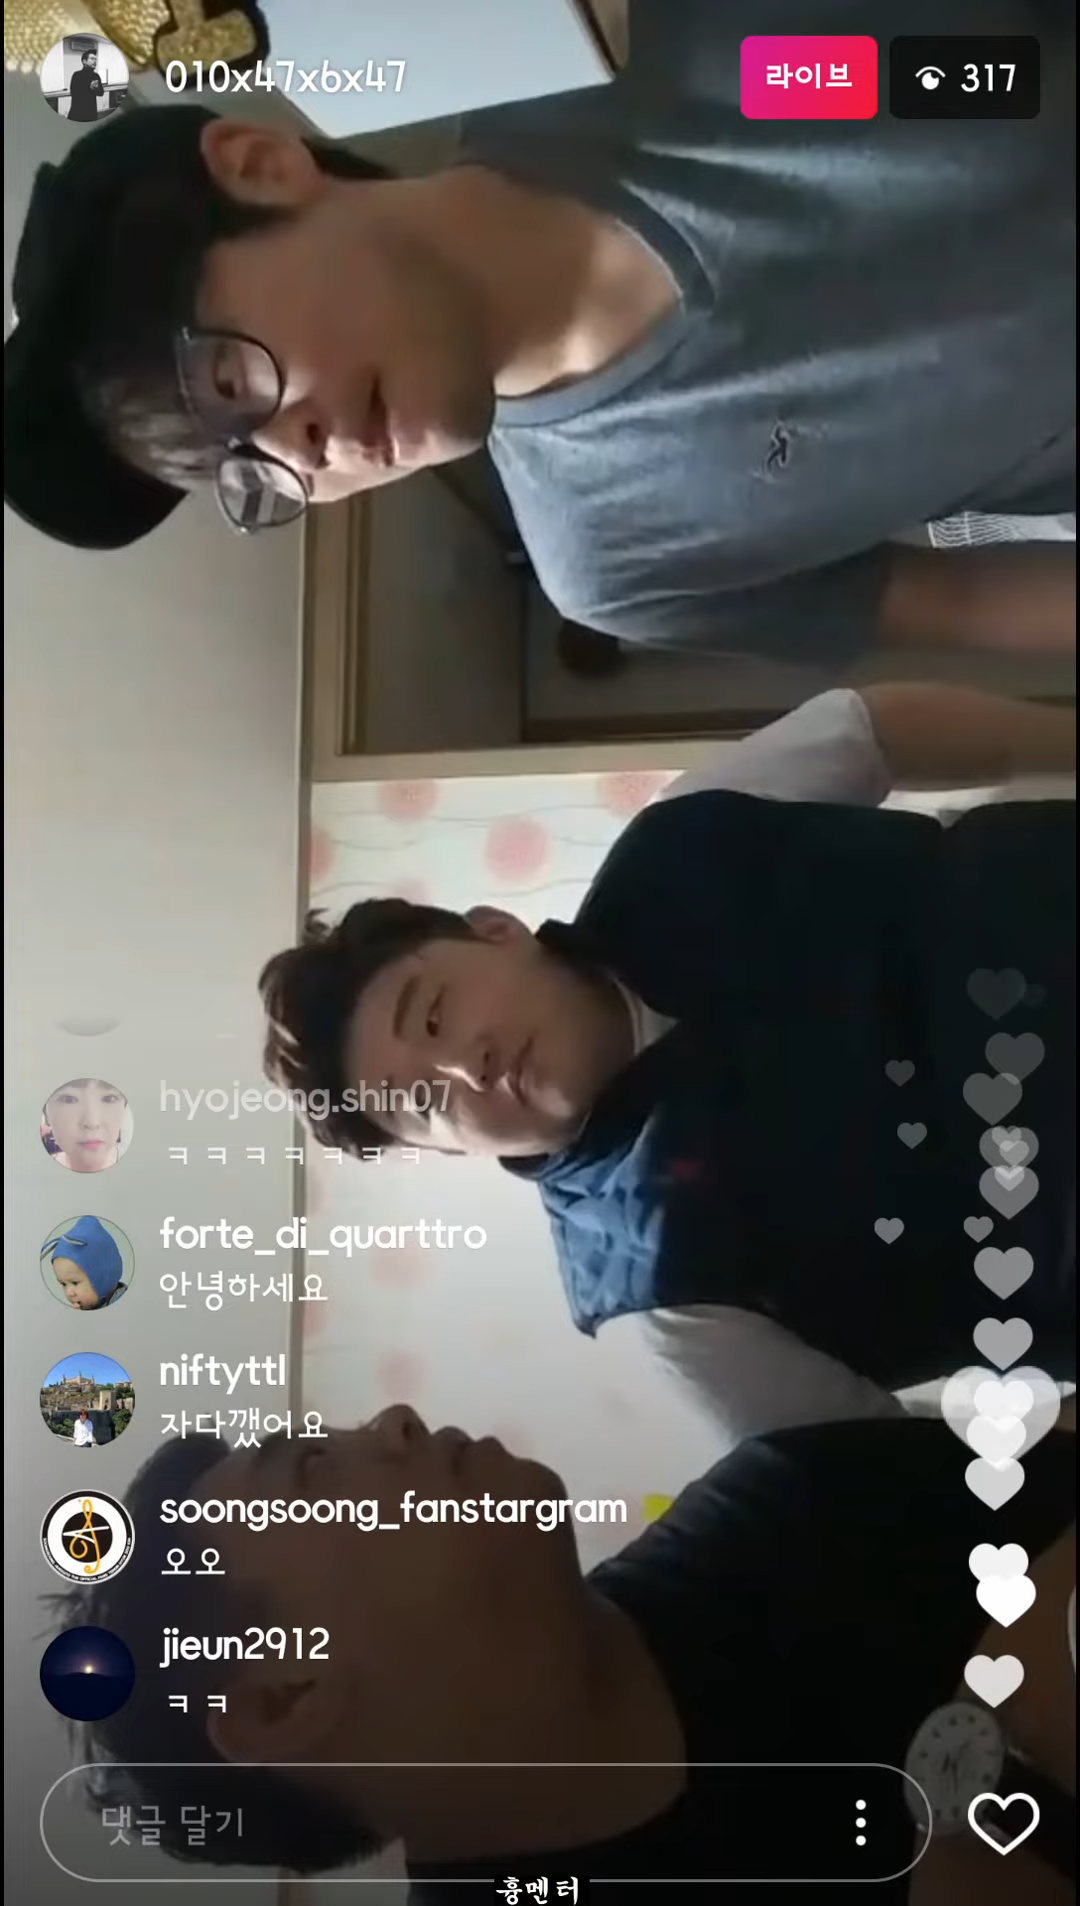 010x47x6x47
라이브
317
hyojeong.shin07
ㅋㅋㅋㅋㅋㅋㅋ
forte_di_quarttro
안녕하세요
niftyttl
자다깼어요
soongsoong_fanstargram
오오
jieun2912
ㅋㅋ
댓글 달기
흉멘터